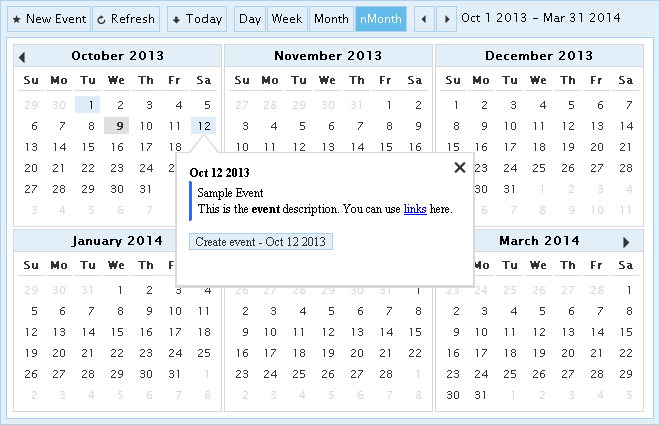 New Event Refresh Today Day Week Month nMonth Oct 1 2013 – Mar 31 2014
October 2013 November 2013 December 2013
Su Mo Tu We Th Fr Sa Su Mo Tu We Th Fr Sa Su Mo Tu We Th Fr Sa
29 30 1 2 3 4 5 27 28 29 30 31 1 2 1 2 3 4 5 6 7
6 7 8 9 10 11 12 3 4 5 6 7 8 9 8 9 10 11 12 13 14
13 14 15 16 17 18 15 16 17 18 19 20 21
20 21 22 23 24 25 26 27 28
27 28 29 30 31 30 31 1 2 3 4
3 4 5 6 7 8 9 10 11
Oct 12 2013
Sample Event
This is the event description. You can use links here.
Create event - Oct 12 2013
January 2014 March 2014
Su Mo Tu We Th F Mo Tu We Th Fr Sa
29 30 31 1 2 3 4 26 27 28 29 30 31 1 23 24 25 26 27 28 1
5 6 7 8 9 10 11 2 3 4 5 6 7 8 2 3 4 5 6 7 8
12 13 14 15 16 17 18 9 10 11 12 13 14 15 9 10 11 12 13 14 15
19 20 21 22 23 24 25 16 17 18 19 20 21 22 16 17 18 19 20 21 22
26 27 28 29 30 31 1 23 24 25 26 27 28 1 23 24 25 26 27 28 29
2 3 4 5 6 7 8 2 3 4 5 6 7 8 30 31 1 2 3 4 5